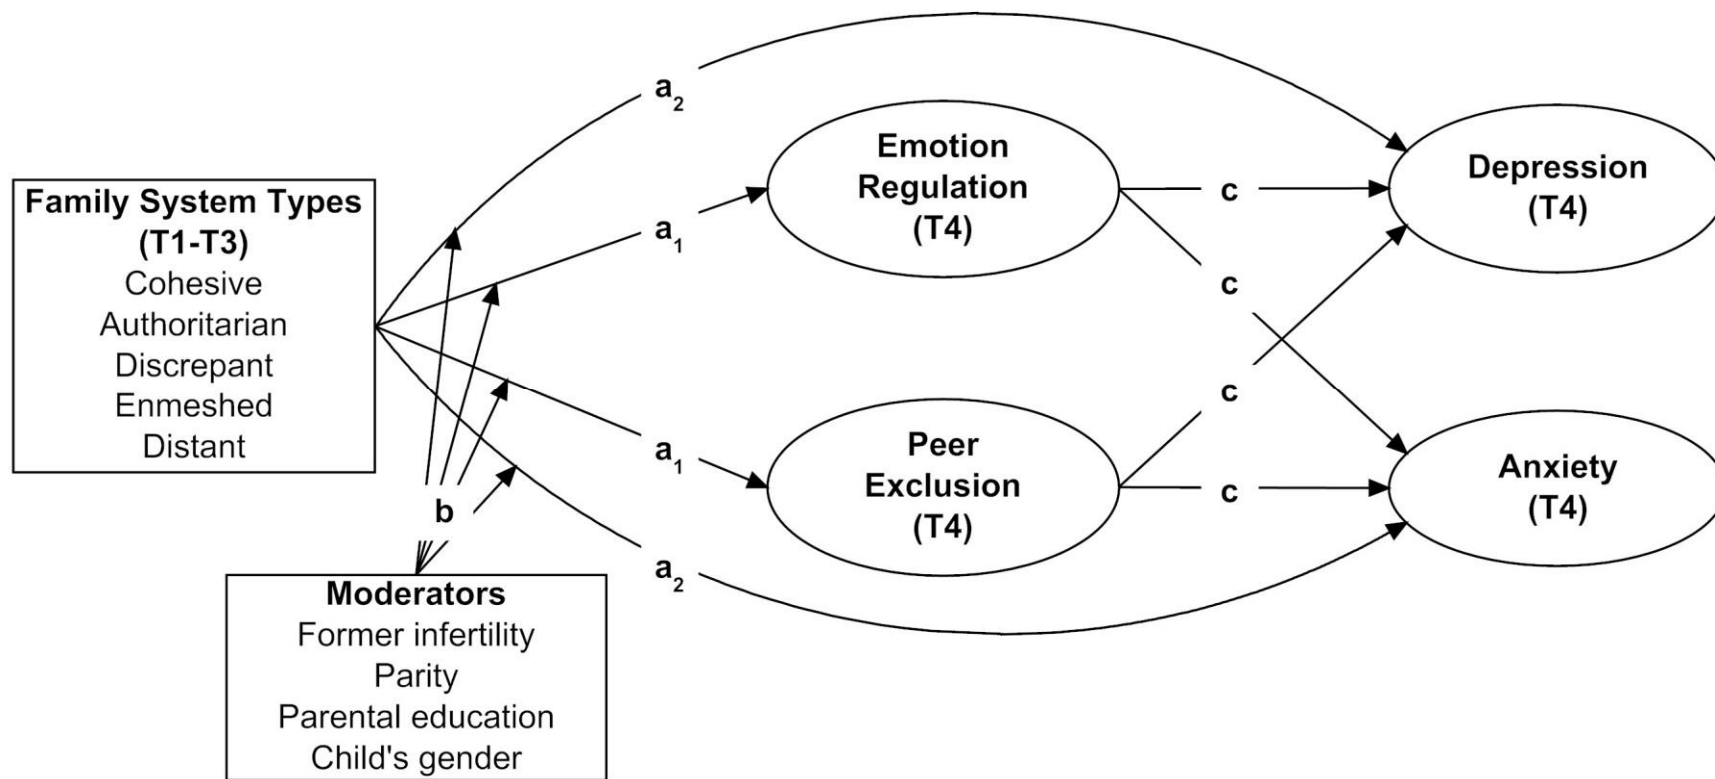 Family System Types
(T1-T3)
Cohesive
Authoritarian
Discrepant
Enmeshed
Distant
Moderators
Former infertility
Parity
Parental education
Child's gender
b
a₂
a₁
a₁
a₂
Emotion
Regulation
(T4)
Peer
Exclusion
(T4)
c
c
c
c
Depression
(T4)
Anxiety
(T4)